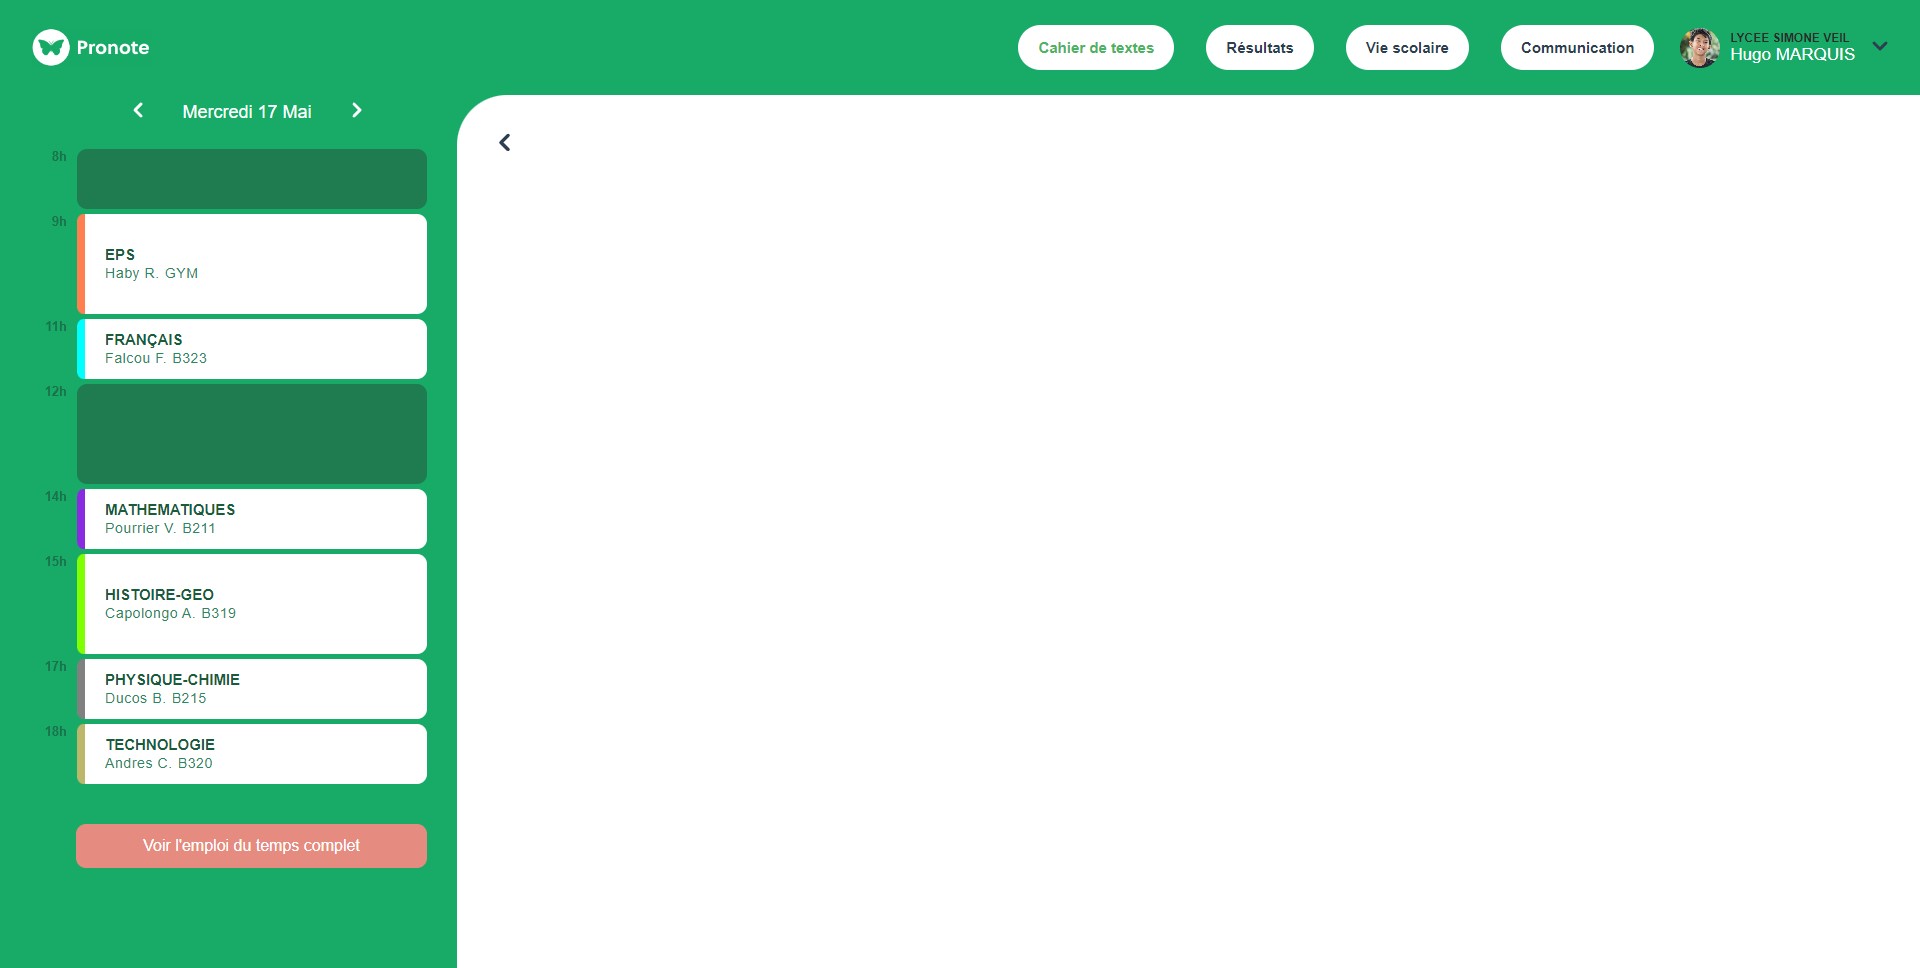 Pronote
Cahier de textes
Résultats
Vie scolaire
Communication
LYCEE SIMONE VEIL
Hugo MARQUIS
Mercredi 17 Mai
8h
9h
EPS
Haby R. GYM
11h
FRANÇAIS
Falcou F. B323
12h
14h
MATHEMATIQUES
Pourrier V. B211
15h
HISTOIRE-GEO
Capolongo A. B319
17h
PHYSIQUE-CHIMIE
Ducos B. B215
18h
TECHNOLOGIE
Andres C. B320
Voir l'emploi du temps complet